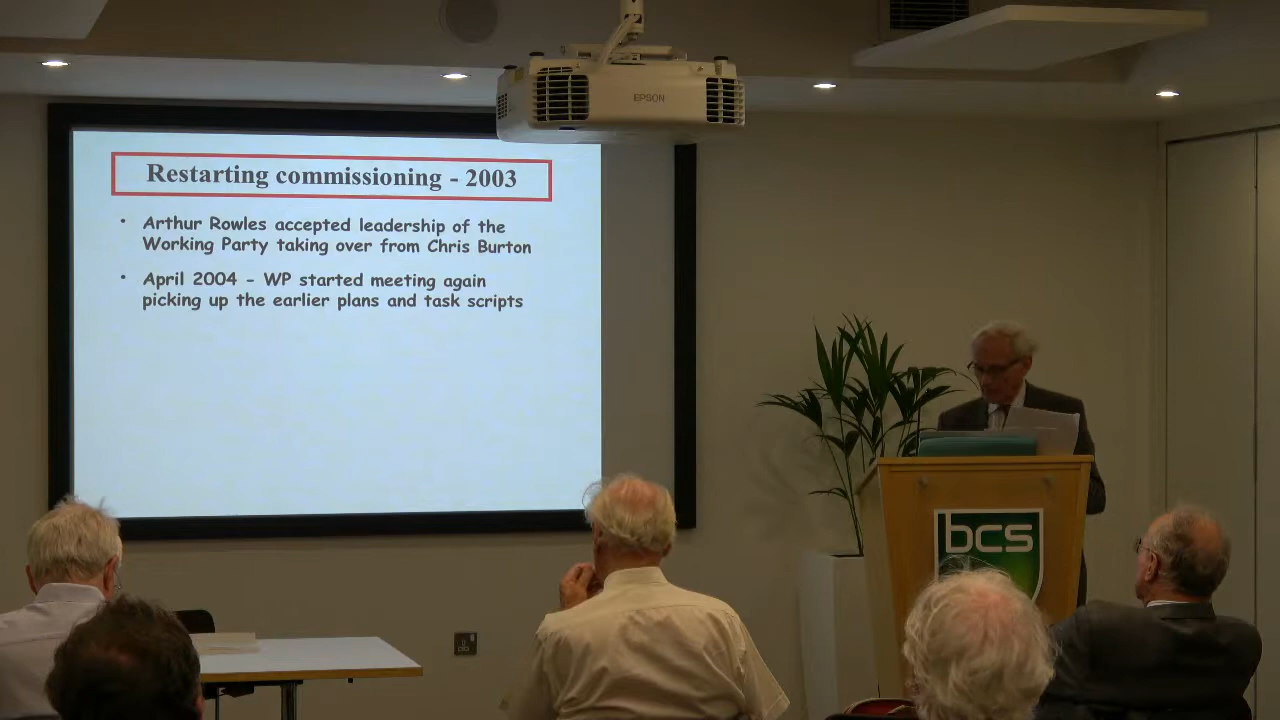 EPSON
Restarting commissioning - 2003
• Arthur Rowles accepted leadership of the
Working Party taking over from Chris Burton
• April 2004 - WP started meeting again
picking up the earlier plans and task scripts
bcs